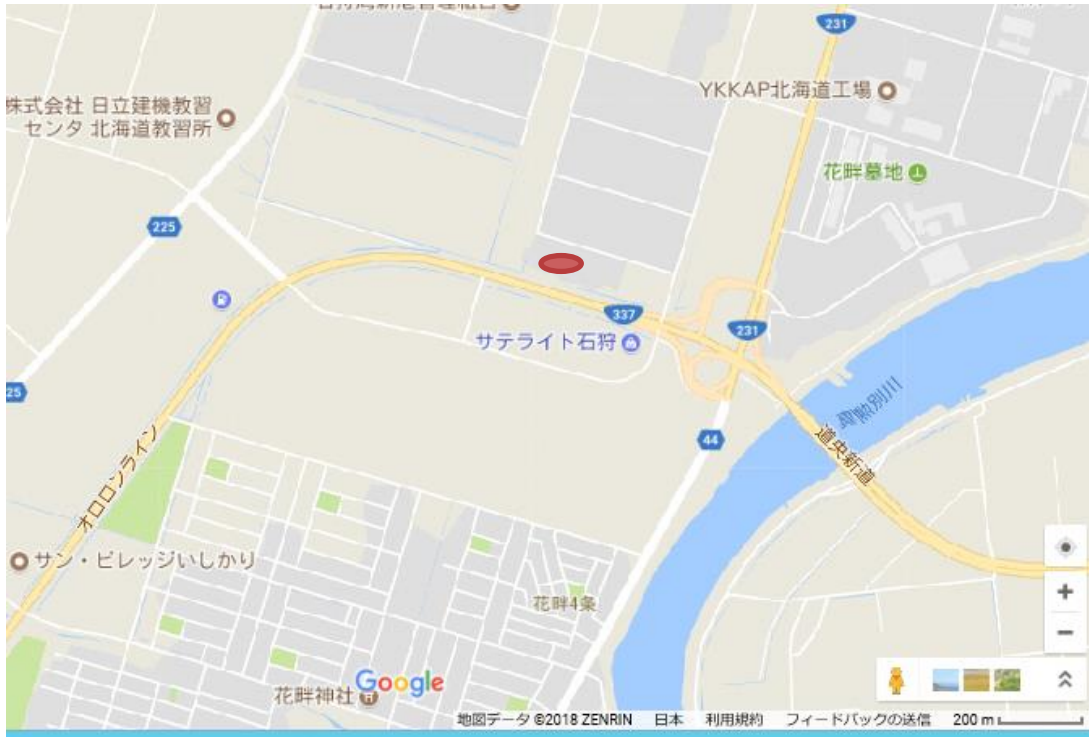 231
YKKAP北海道工場
株式会社 日立建機教習
センタ 北海道教習所
花畔墓地
225
337
サテライト石狩
231
25
オロロンライン
44
道央新道
サン・ビレッジいしかり
花畔4条
花畔神社
Google
+
−
地図データ ©2018 ZENRIN 日本 利用規約 フィードバックの送信 200 m